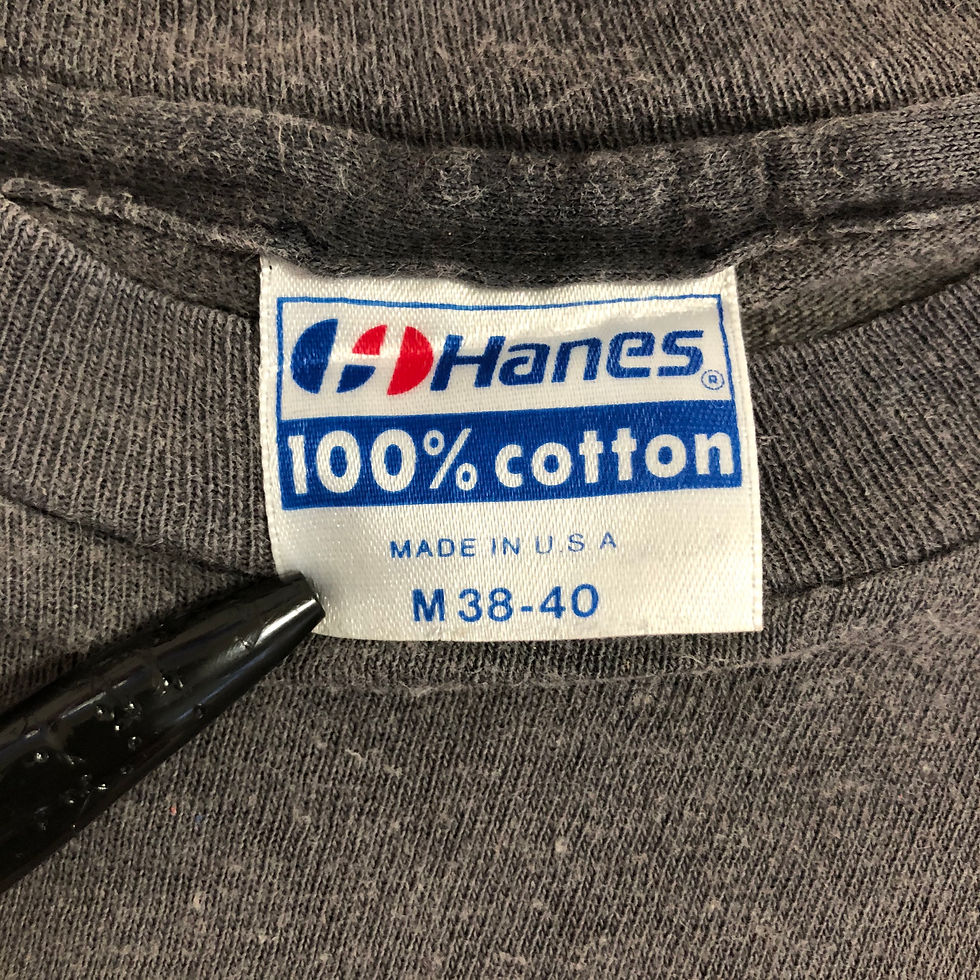 Hanes®
100% cotton
MADE IN U.S.A
M 38-40